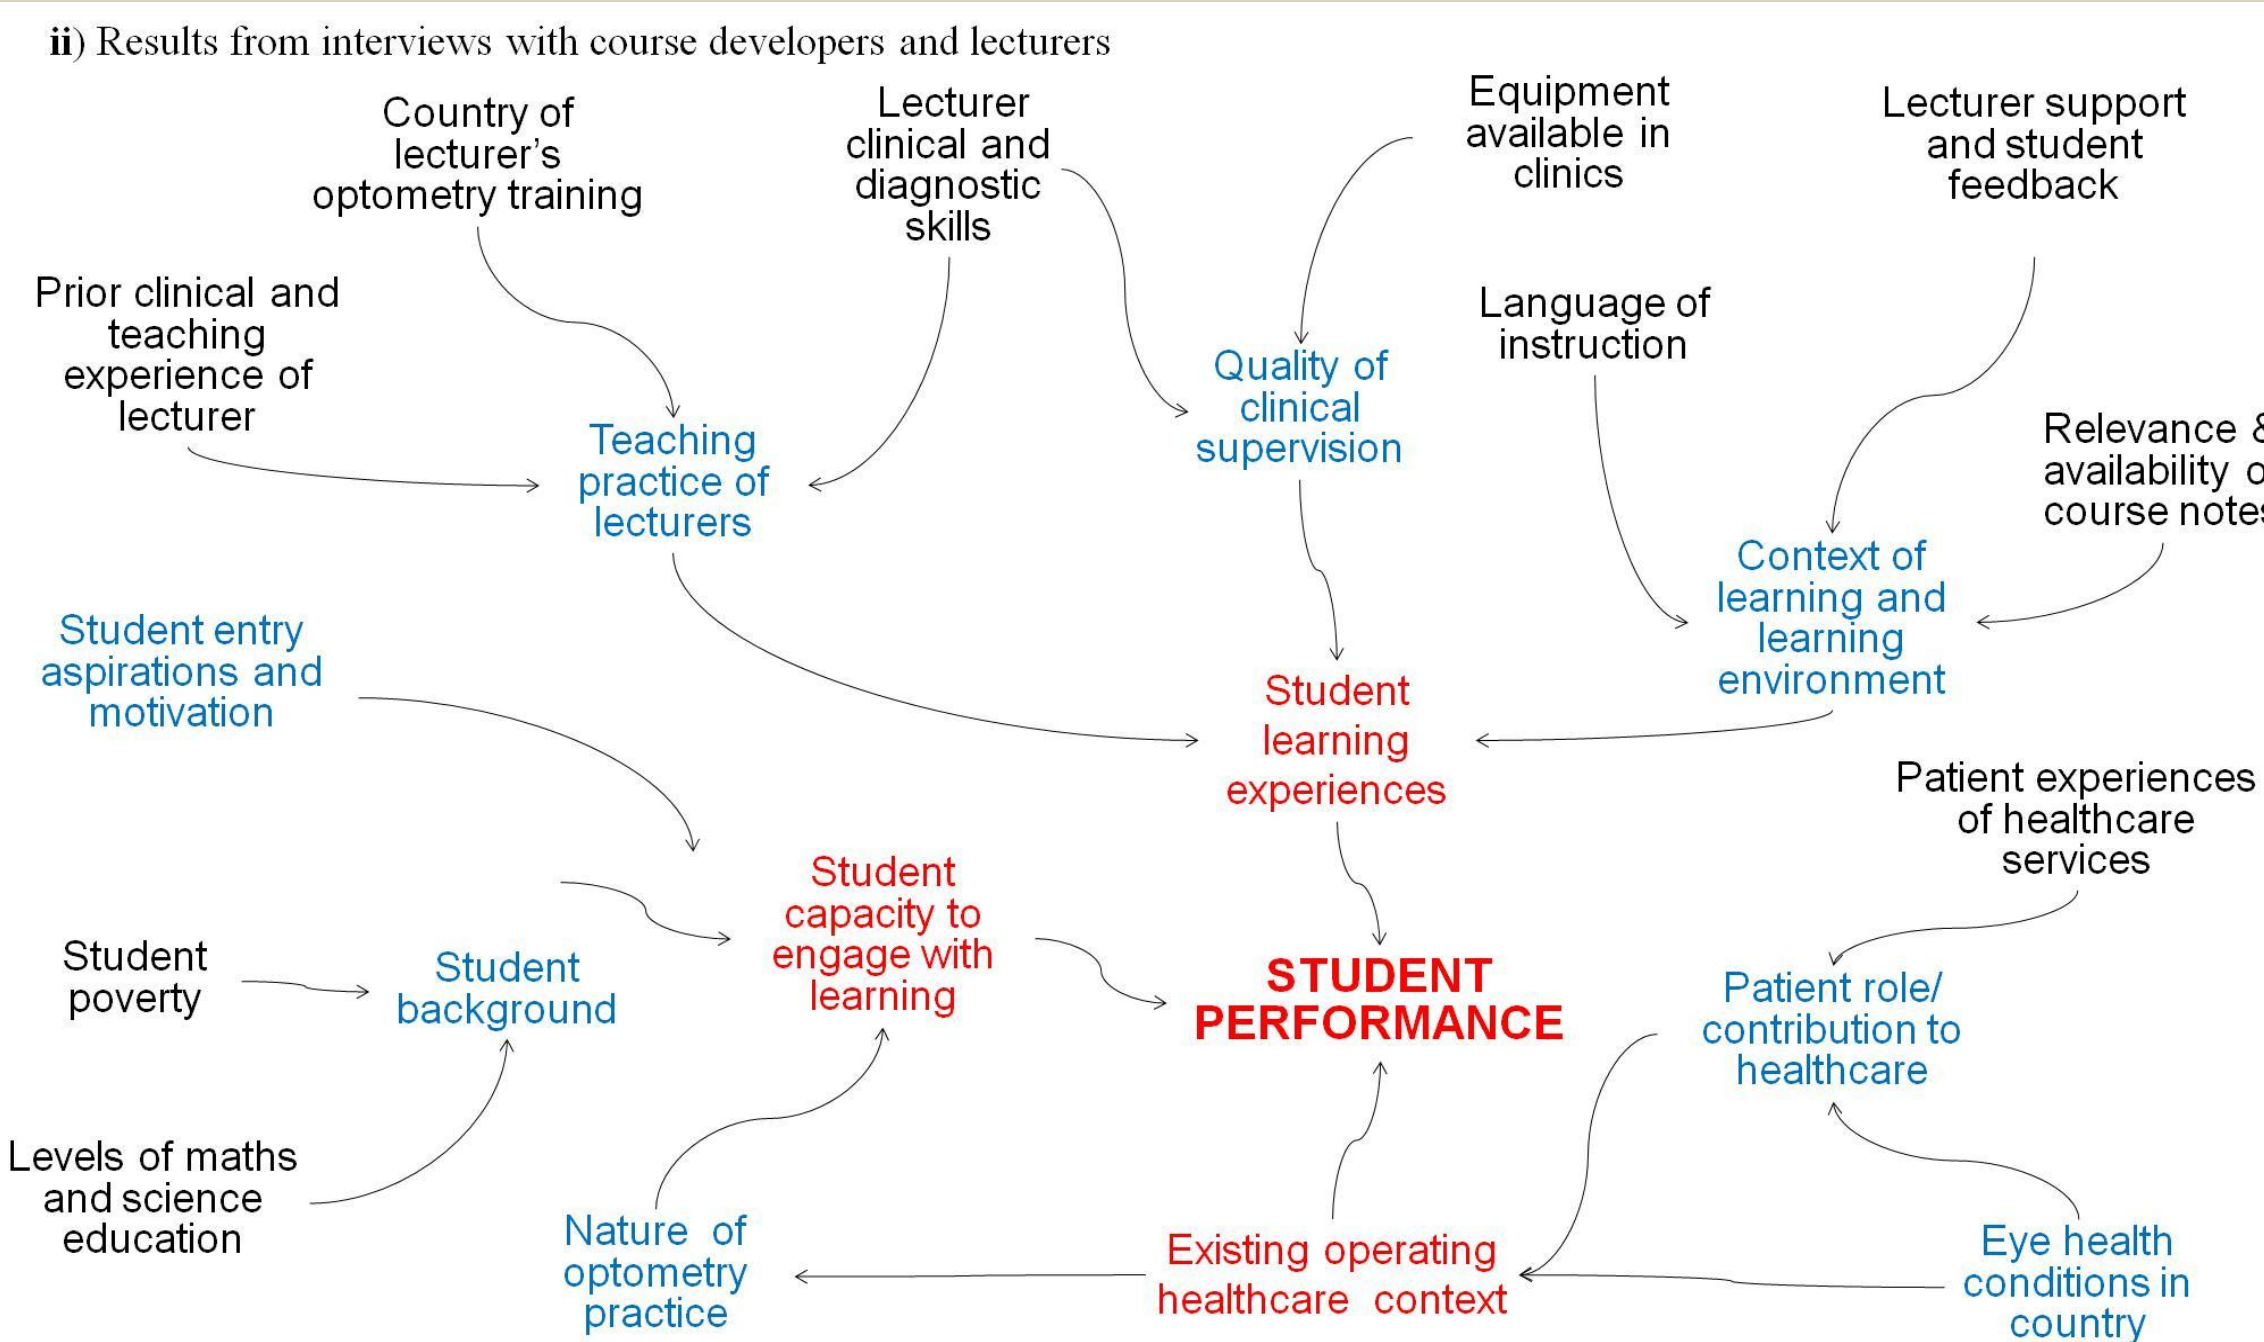 ii) Results from interviews with course developers and lecturers
Country of
lecturer’s
optometry training
Lecturer
clinical and
diagnostic
skills
Equipment
available in
clinics
Lecturer support
and student
feedback
Prior clinical and
teaching
experience of
lecturer
Language of
instruction
Quality of
clinical
supervision
Teaching
practice of
lecturers
Relevance &
availability
course notes
Context of
learning and
learning
environment
Student entry
aspirations and
motivation
Student
learning
experiences
Patient experiences
of healthcare
services
Student
capacity to
engage with
learning
Student
poverty
Student
background
STUDENT
PERFORMANCE
Patient role/
contribution to
healthcare
Levels of maths
and science
education
Nature of
optometry
practice
Existing operating
healthcare context
Eye health
conditions in
country